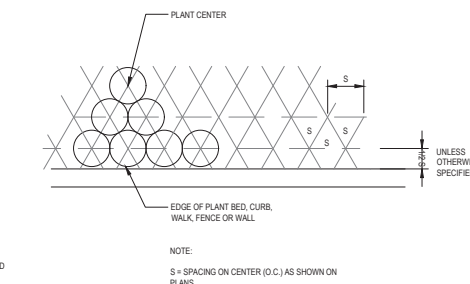 PLANT CENTER
S
S
S
S
1/2 S
UNLESS
OTHERWI
SPECIFIE
EDGE OF PLANT BED, CURB,
WALK, FENCE OR WALL
NOTE:
D
S = SPACING ON CENTER (O.C.) AS SHOWN ON
PLANS